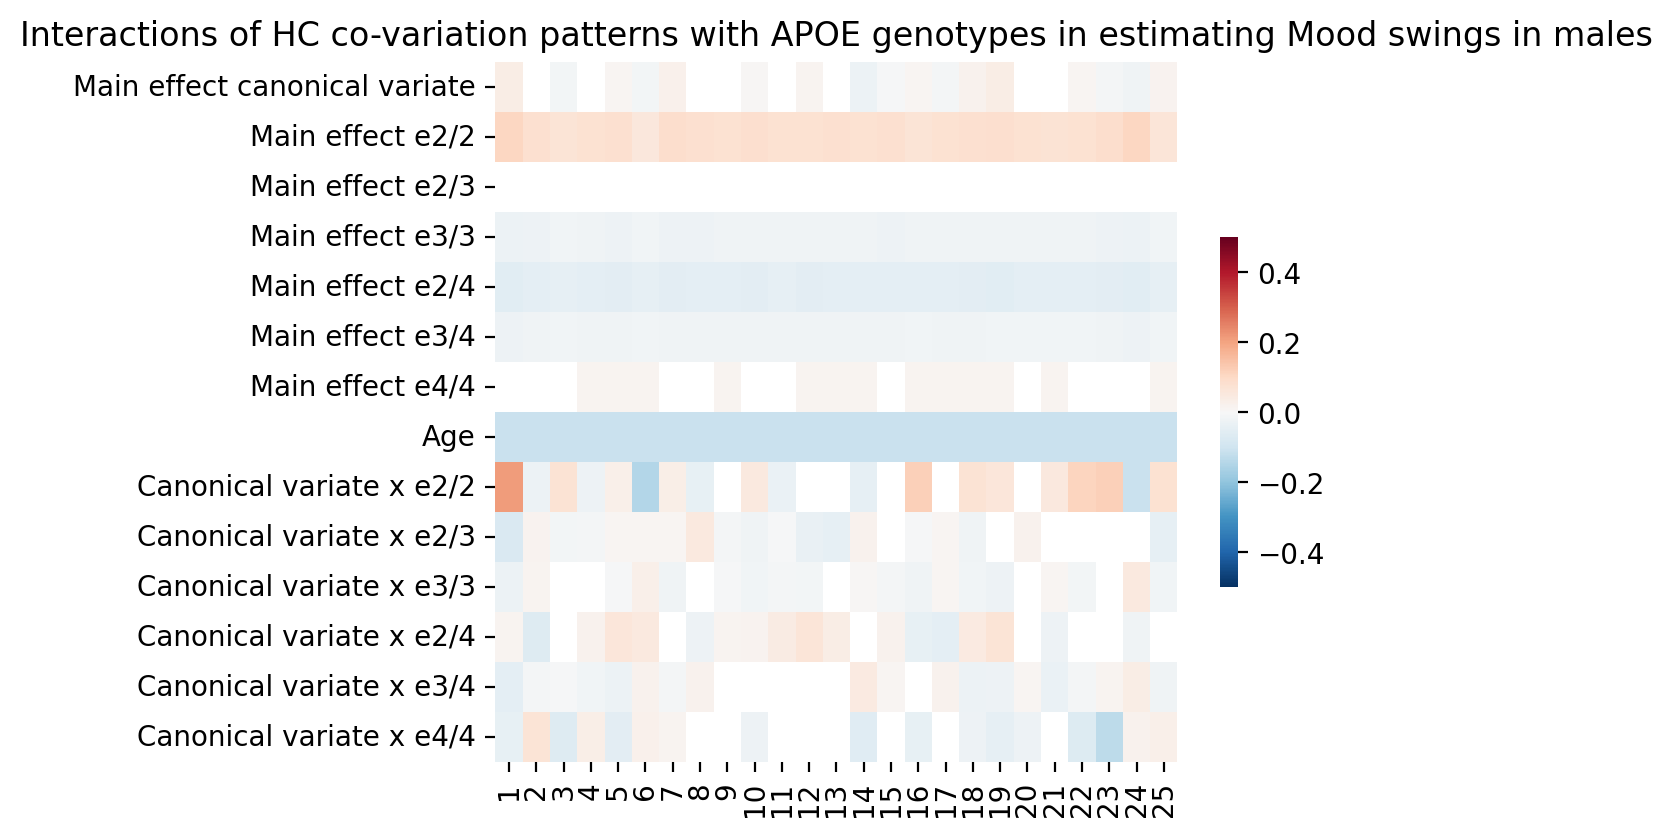 Interactions of HC co-variation patterns with APOE genotypes in estimating Mood swings in males
Main effect canonical variate
Main effect e2/2
Main effect e2/3
Main effect e3/3
Main effect e2/4
Main effect e3/4
Main effect e4/4
Age
Canonical variate x e2/2
Canonical variate x e2/3
Canonical variate x e3/3
Canonical variate x e2/4
Canonical variate x e3/4
Canonical variate x e4/4
1 2 3 4 5 6 7 8 9 10 11 12 13 14 15 16 17 18 19 20 21 22 23 24 25
0.4
0.2
0.0
−0.2
−0.4